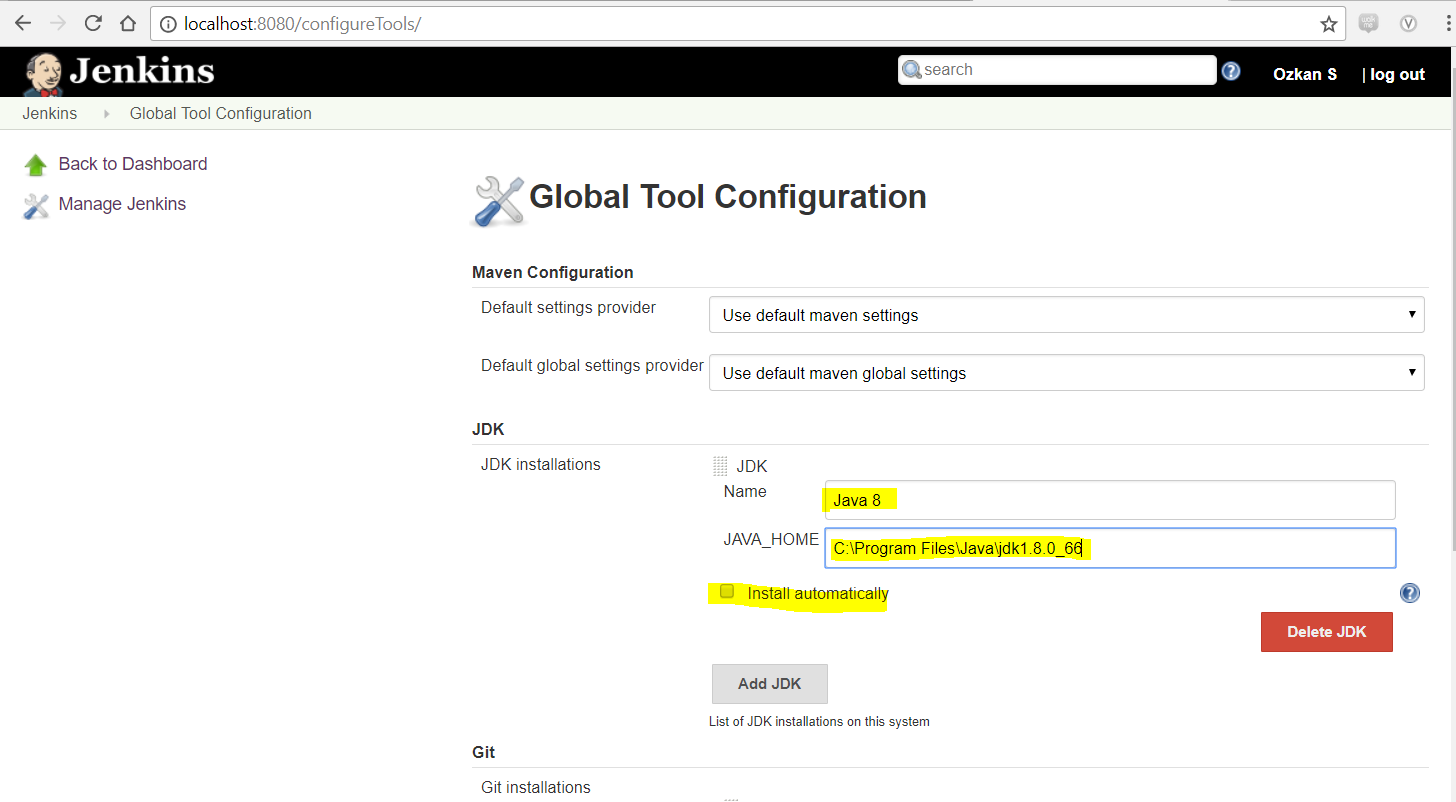 localhost:8080/configureTools/
Jenkins search ? Ozkan S | log out
Jenkins Global Tool Configuration
Back to Dashboard
Manage Jenkins
Global Tool Configuration
Maven Configuration
Default settings provider Use default maven settings
Default global settings provider Use default maven global settings
JDK
JDK installations JDK
Name Java 8
JAVA_HOME C:\Program Files\Java\jdk1.8.0_66
Install automatically ?
Delete JDK
Add JDK
List of JDK installations on this system
Git
Git installations